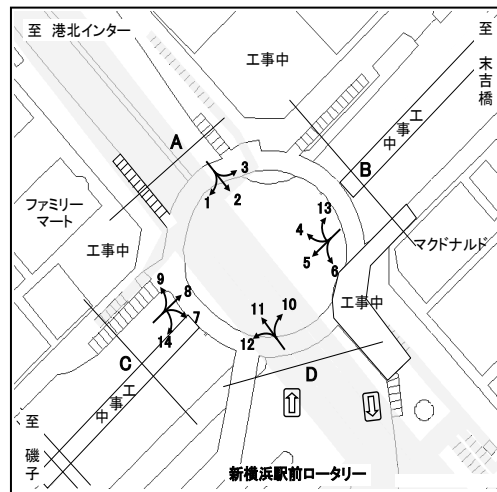 至 港北インター
至 末吉橋
工事中
A
3
1
2
B
工事中
ファミリー
マート
13
4
5
6
マクドナルド
工事中
9
8
7
14
工事中
11
10
12
C
工事中
D
至 磯子
新横浜駅前ロータリー